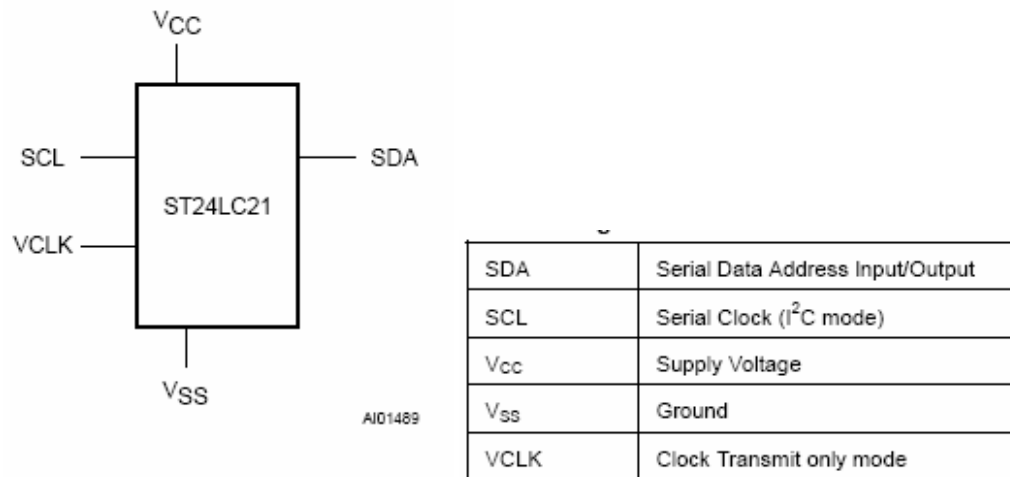 VCC
SCL
SDA
ST24LC21
VCLK
VSS
AI01489
SDA Serial Data Address Input/Output
SCL Serial Clock (I²C mode)
VCC Supply Voltage
VSS Ground
VCLK Clock Transmit only mode